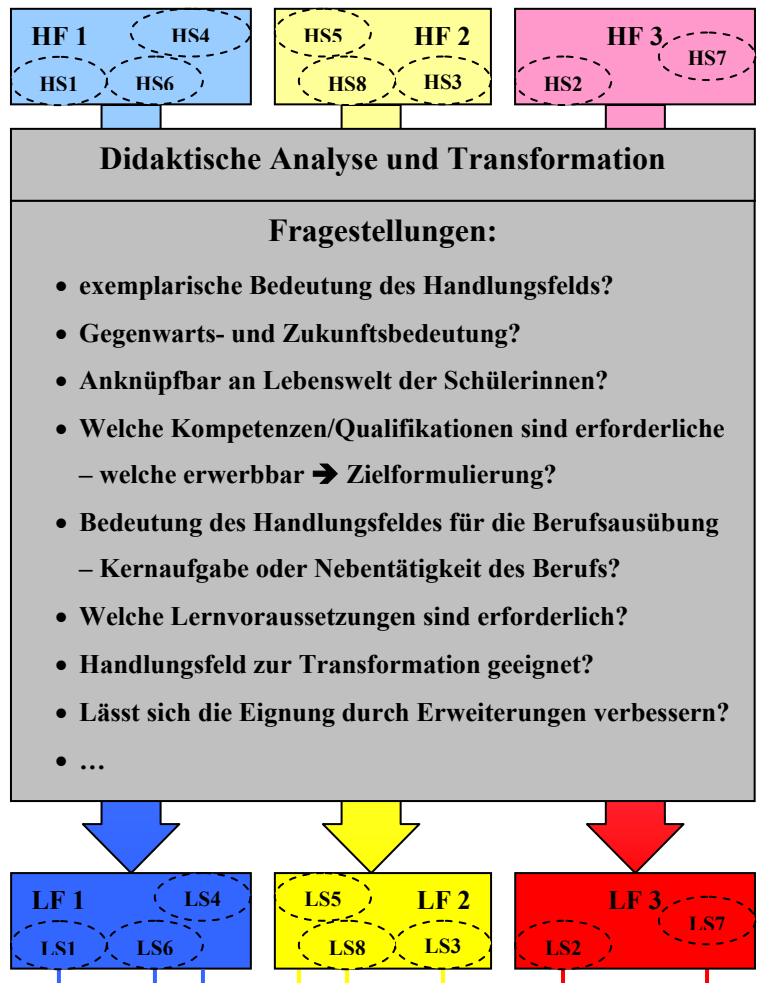 HF 1 HS4 HS5 HF 2 HF 3 HS7
HS1 HS6 HS8 HS3 HS2
Didaktische Analyse und Transformation
Fragestellungen:
• exemplarische Bedeutung des Handlungsfelds?
• Gegenwarts- und Zukunftsbedeutung?
• Anknüpfbar an Lebenswelt der Schülerinnen?
• Welche Kompetenzen/Qualifikationen sind erforderliche
– welche erwerbbar ➔ Zielformulierung?
• Bedeutung des Handlungsfeldes für die Berufsausübung
– Kernaufgabe oder Nebentätigkeit des Berufs?
• Welche Lernvoraussetzungen sind erforderlich?
• Handlungsfeld zur Transformation geeignet?
• Lässt sich die Eignung durch Erweiterungen verbessern?
• …
LF 1 LS4 LS5 LF 2 LF 3 LS7
LS1 LS6 LS8 LS3 LS2